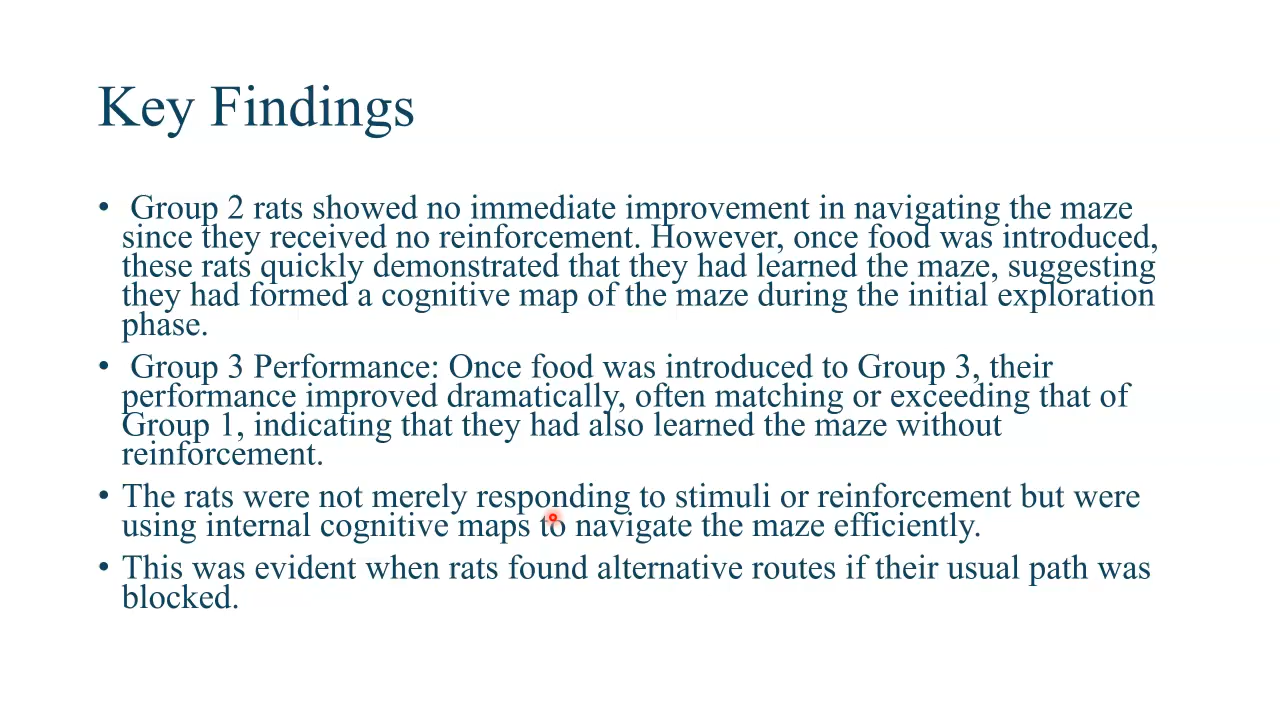 Key Findings
• Group 2 rats showed no immediate improvement in navigating the maze
since they received no reinforcement. However, once food was introduced,
these rats quickly demonstrated that they had learned the maze, suggesting
they had formed a cognitive map of the maze during the initial exploration
phase.
• Group 3 Performance: Once food was introduced to Group 3, their
performance improved dramatically, often matching or exceeding that of
Group 1, indicating that they had also learned the maze without
reinforcement.
• The rats were not merely responding to stimuli or reinforcement but were
using internal cognitive maps to navigate the maze efficiently.
• This was evident when rats found alternative routes if their usual path was
blocked.